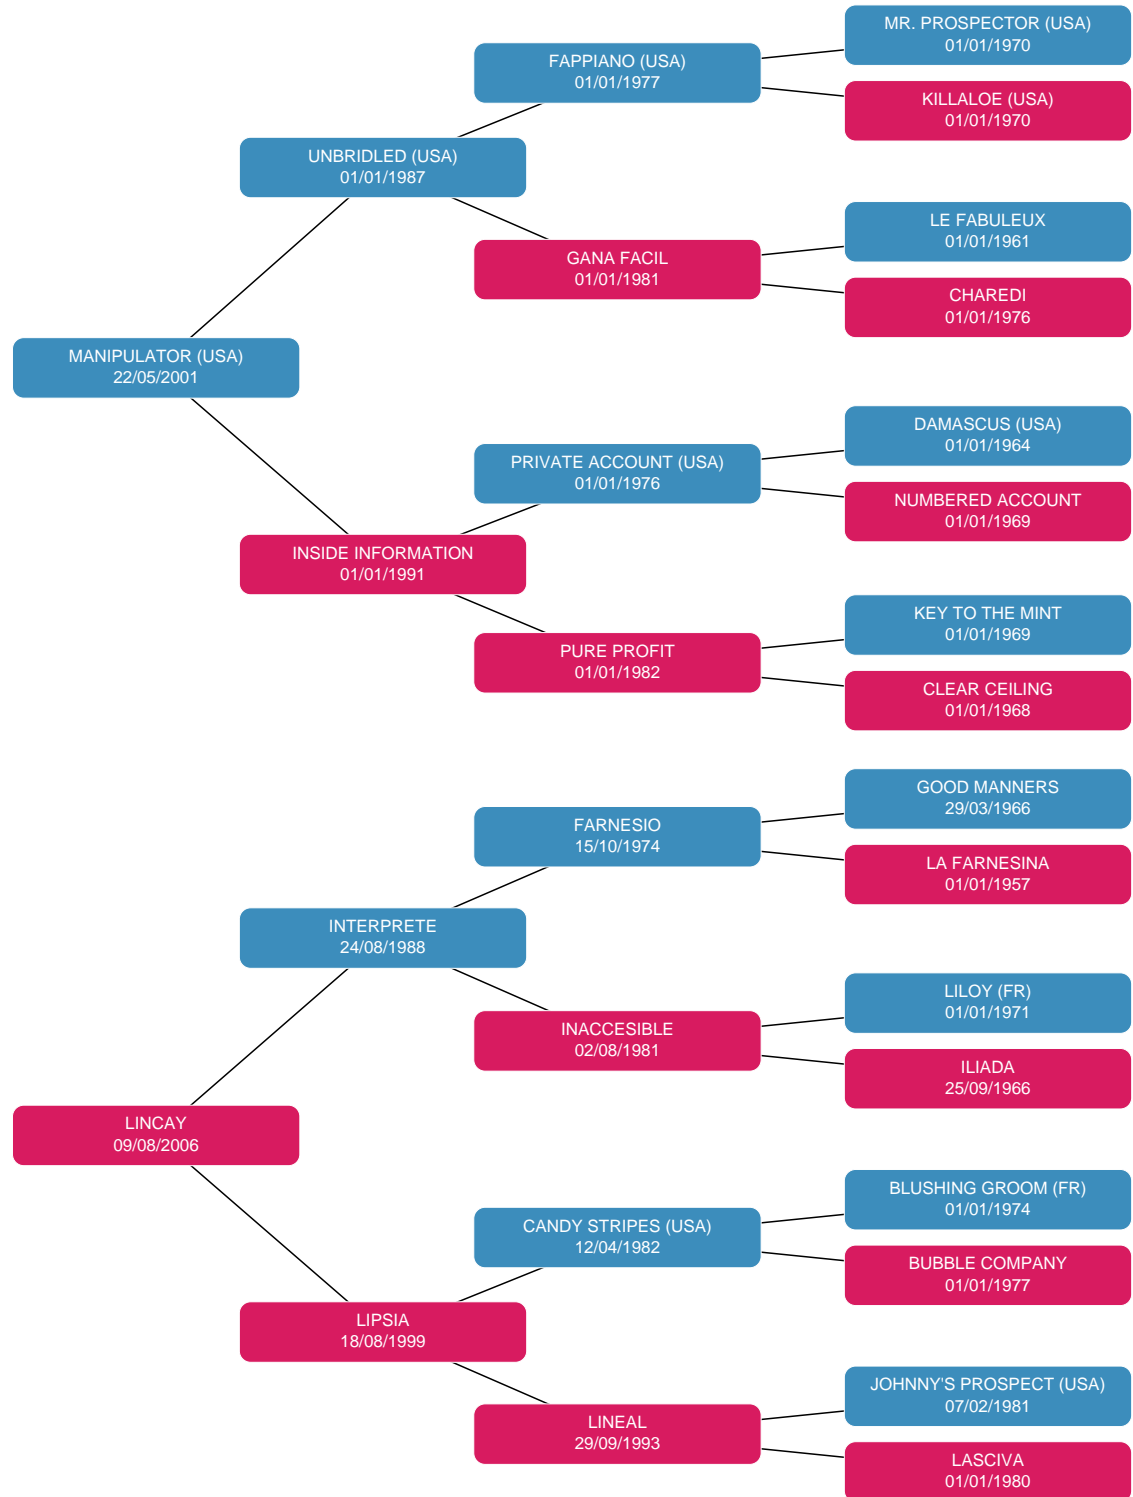 MR. PROSPECTOR (USA)
01/01/1970
FAPPIANO (USA)
01/01/1977
KILLALOE (USA)
01/01/1970
UNBRIDLED (USA)
01/01/1987
LE FABULEUX
01/01/1961
GANA FACIL
01/01/1981
CHAREDI
01/01/1976
MANIPULATOR (USA)
22/05/2001
DAMASCUS (USA)
01/01/1964
PRIVATE ACCOUNT (USA)
01/01/1976
NUMBERED ACCOUNT
01/01/1969
INSIDE INFORMATION
01/01/1991
KEY TO THE MINT
01/01/1969
PURE PROFIT
01/01/1982
CLEAR CEILING
01/01/1968
GOOD MANNERS
29/03/1966
FARNESIO
15/10/1974
LA FARNESINA
01/01/1957
INTERPRETE
24/08/1988
LILOY (FR)
01/01/1971
INACCESIBLE
02/08/1981
ILIADA
25/09/1966
LINCAY
09/08/2006
BLUSHING GROOM (FR)
01/01/1974
CANDY STRIPES (USA)
12/04/1982
BUBBLE COMPANY
01/01/1977
LIPSIA
18/08/1999
JOHNNY'S PROSPECT (USA)
07/02/1981
LINEAL
29/09/1993
LASCIVA
01/01/1980